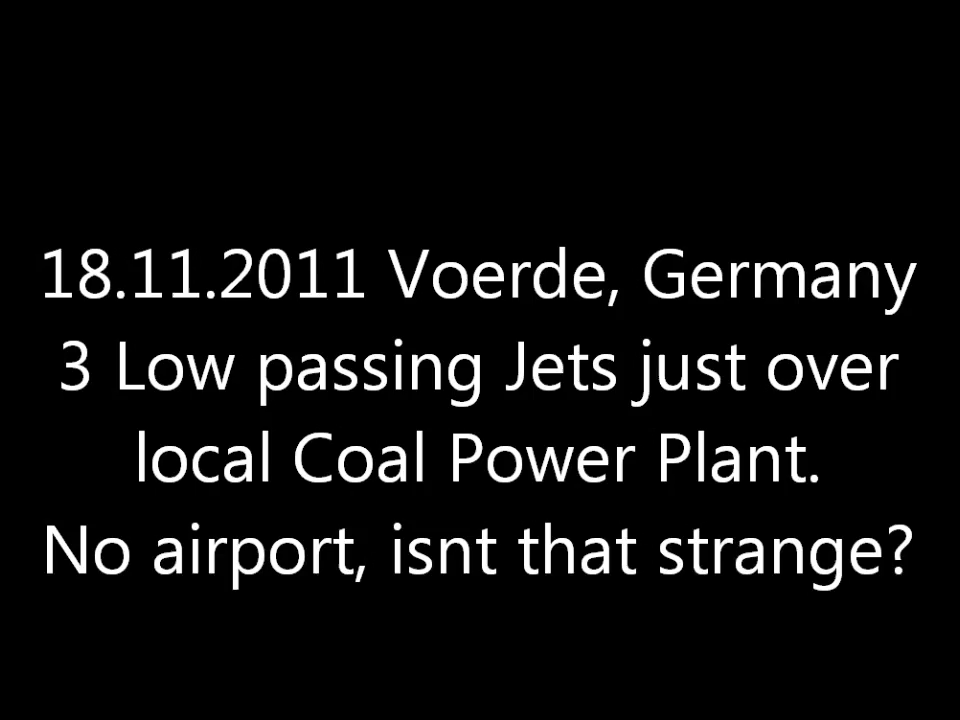 18.11.2011 Voerde, Germany
3 Low passing Jets just over
local Coal Power Plant.
No airport, isnt that strange?